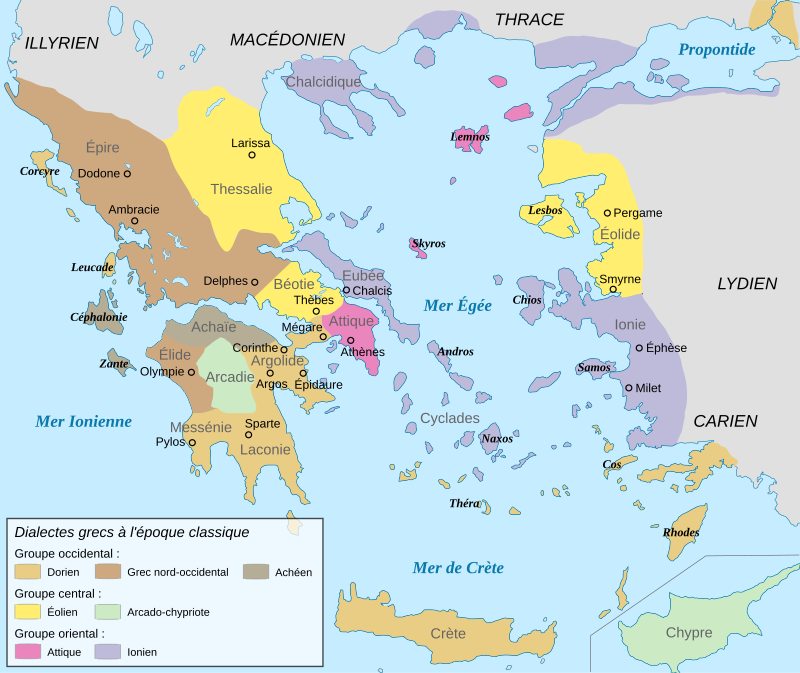 THRACE
ILLYRIEN
MACÉDONIEN
Propontide
Chalcidique
Lemnos
Larissa
Épire
Corcyre
Dodone
Thessalie
Ambracie
Lesbos
Pergame
Éolide
Skyros
Leucade
Delphes
Béotie
Eubée
Chalcis
Smyrne
LYDIEN
Thèbes
Mer Égée
Chios
Céphalonie
Achaïe
Mégare
Attique
Ionie
Corinthe
Athènes
Andros
Éphèse
Zante
Élide
Argolide
Olympie
Arcadie
Argos
Épidaure
Samos
Milet
Mer Ionienne
Messénie
Sparte
Cyclades
CARIEN
Pylos
Laconie
Naxos
Cos
Théra
Rhodes
Mer de Crète
Crète
Chypre
Dialectes grecs à l'époque classique
Groupe occidental :
Dorien Grec nord-occidental Achéen
Groupe central :
Éolien Arcado-chypriote
Groupe oriental :
Attique Ionien